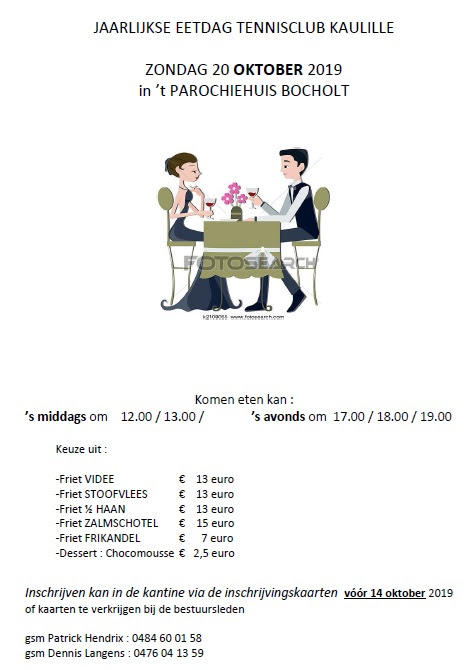 JAARLIJKSE EETDAG TENNISCLUB KAULILLE
ZONDAG 20 OKTOBER 2019
in ’t PAROCHIEHUIS BOCHOLT
FOTOSEARCH
k2109055 www.fotosearch.com
Komen eten kan :
’s middags om 12.00 / 13.00 / ’s avonds om 17.00 / 18.00 / 19.00
Keuze uit :
-Friet VIDEE € 13 euro
-Friet STOOFVLEES € 13 euro
-Friet ½ HAAN € 13 euro
-Friet ZALMSCHOTEL € 15 euro
-Friet FRIKANDEL € 7 euro
-Dessert : Chocomousse € 2,5 euro
Inschrijven kan in de kantine via de inschrijvingskaarten vóór 14 oktober 2019
of kaarten te verkrijgen bij de bestuursleden
gsm Patrick Hendrix : 0484 60 01 58
gsm Dennis Langens : 0476 04 13 59